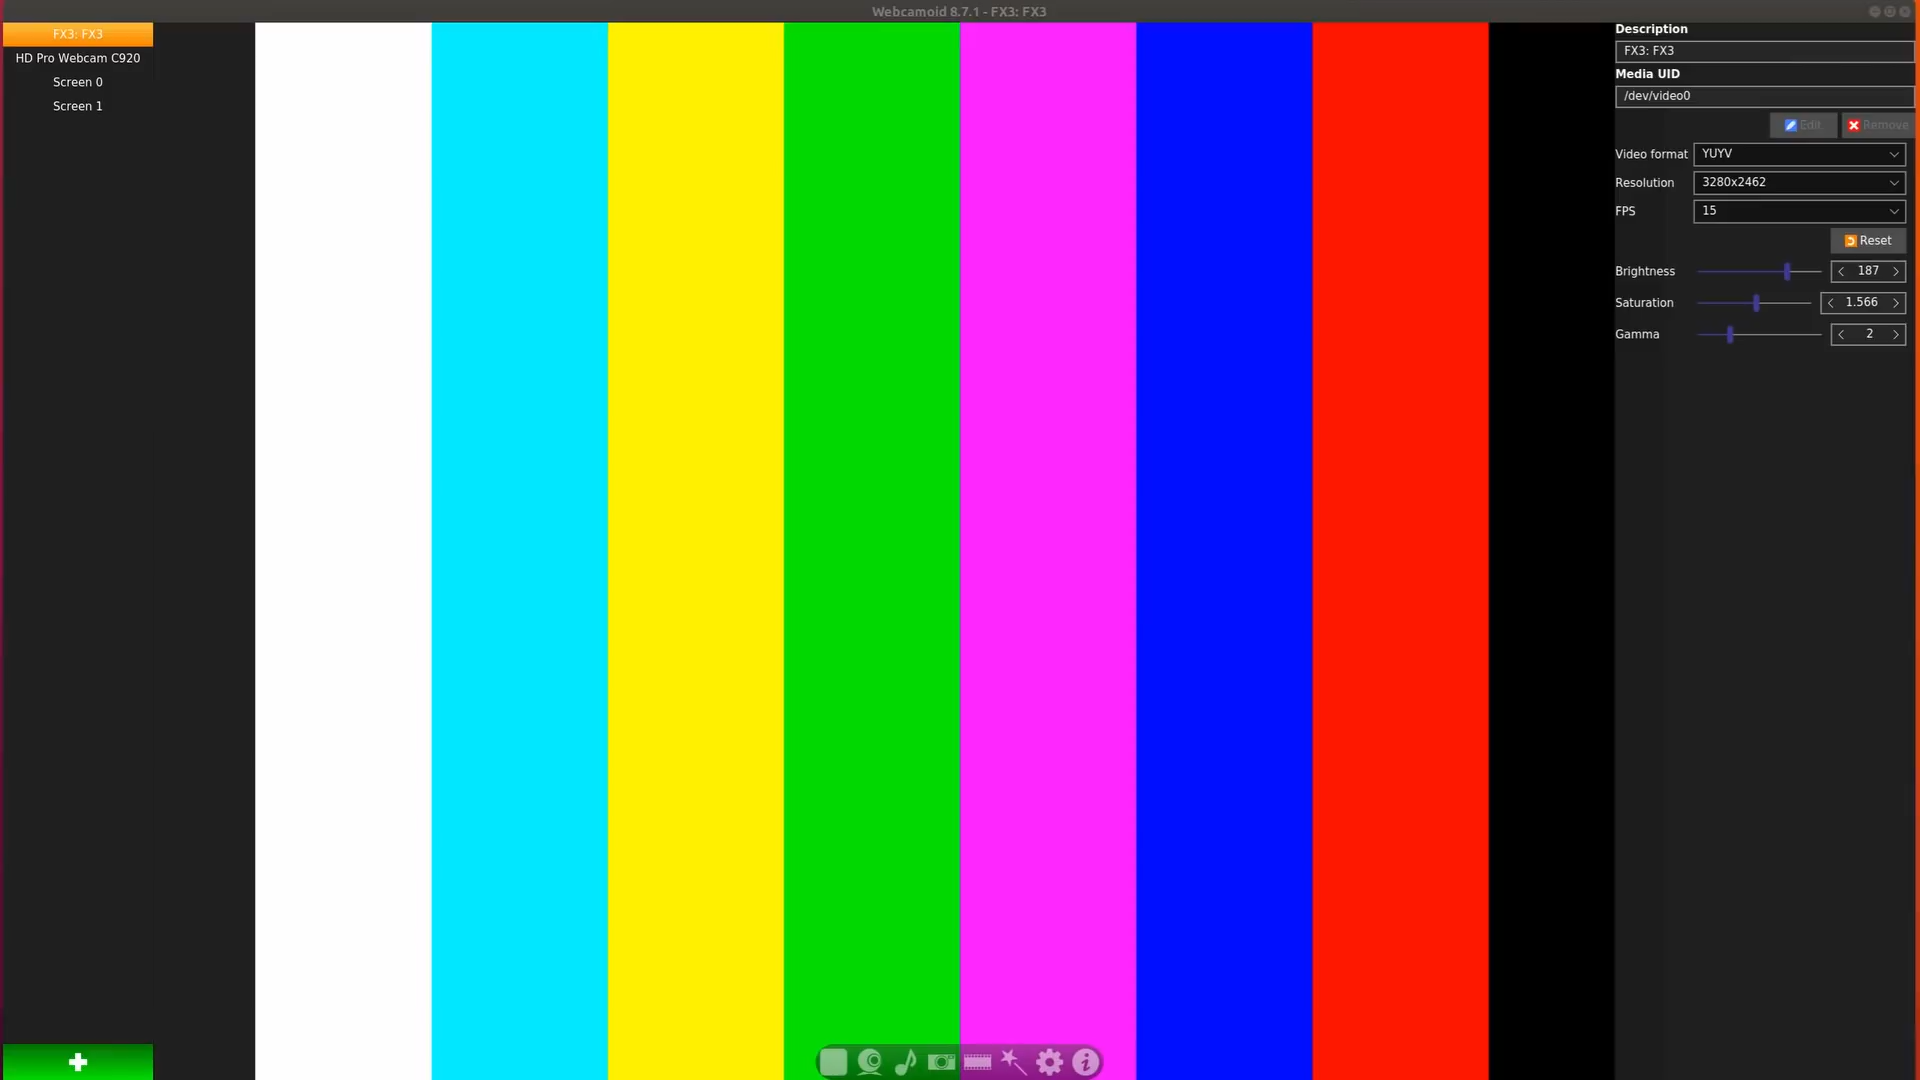 Webcamoid 8.7.1 - FX3: FX3
FX3: FX3
HD Pro Webcam C920
Screen 0
Screen 1
Description
FX3: FX3
Media UID
/dev/video0
Edit
Remove
Video format YUYV
Resolution 3280x2462
FPS 15
Reset
Brightness 187
Saturation 1.566
Gamma 2